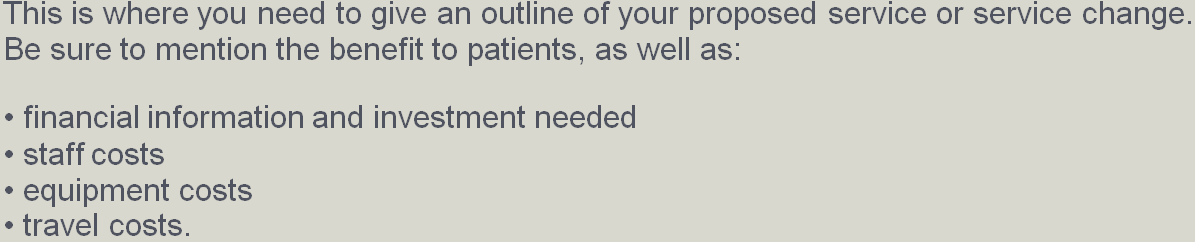 This is where you need to give an outline of your proposed service or service change.
Be sure to mention the benefit to patients, as well as:
• financial information and investment needed
• staff costs
• equipment costs
• travel costs.